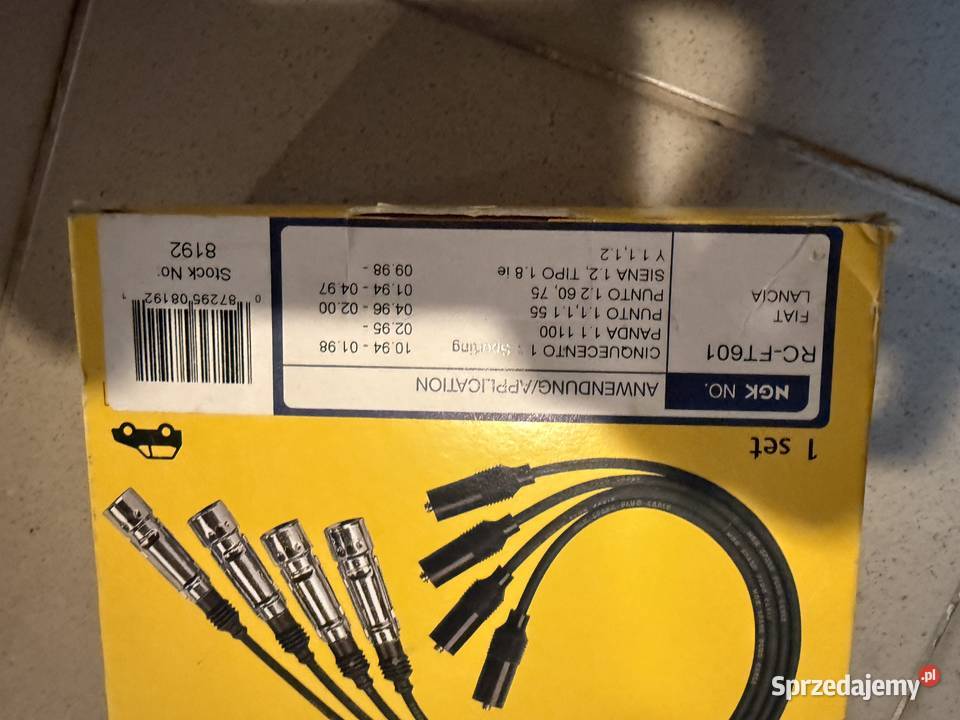 1 set
NGK NO. ANWENDUNG/APPLICATION
RC-FT601 CINQUECENTO 1 Sporting 10.94 - 01.98
PANDA 1.1 1100 02.95 -
FIAT PUNTO 1.1,1.1 55 04.96 - 02.00
LANCIA PUNTO 1.2 60, 75 01.94 - 04.97
SIENA 1.2, TIPO 1.8 ie 09.98 -
Y 1.1,1.2
0 87295 08192 1
Stock No:
8192
Sprzedajemy.pl